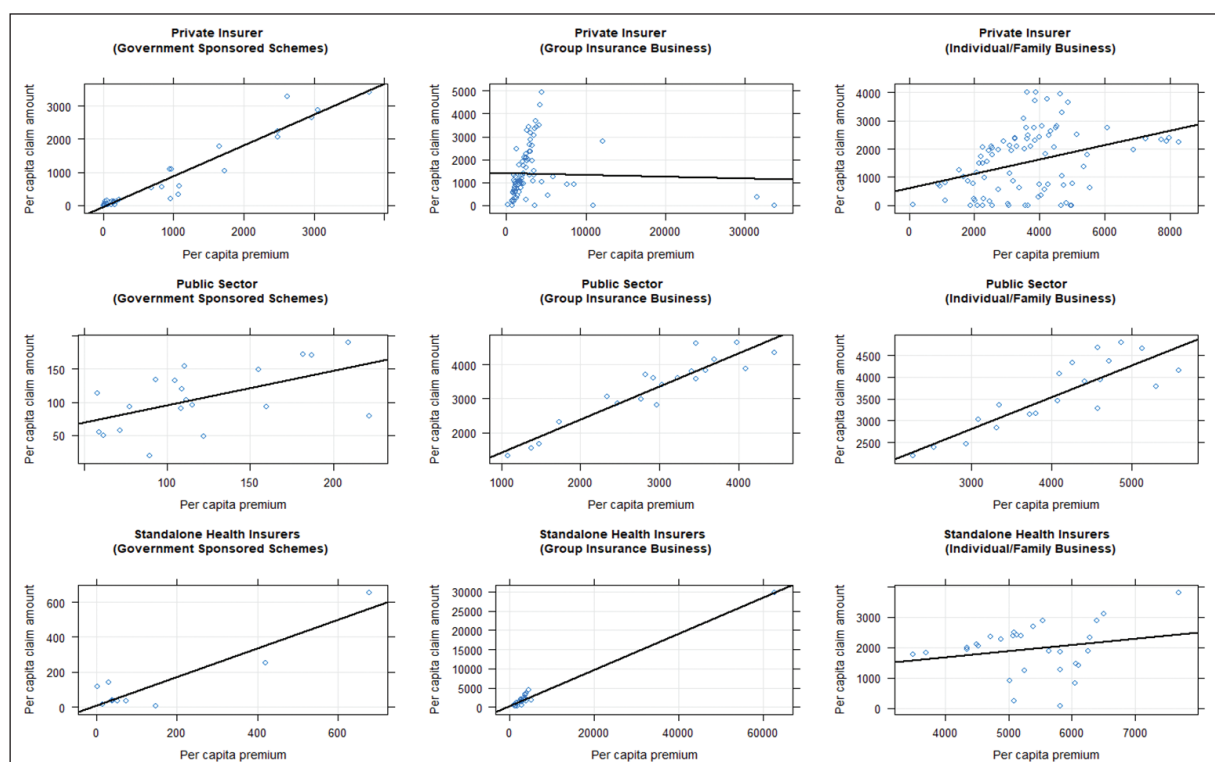 Private Insurer
(Government Sponsored Schemes)
Per capita claim amount
3000
2000
1000
0
0
1000
2000
3000
Per capita premium
Private Insurer
(Group Insurance Business)
Per capita claim amount
5000
4000
3000
2000
1000
0
0
10000
20000
30000
Per capita premium
Private Insurer
(Individual/Family Business)
Per capita claim amount
4000
3000
2000
1000
0
0
2000
4000
6000
8000
Per capita premium
Public Sector
(Government Sponsored Schemes)
Per capita claim amount
150
100
50
100
150
200
Per capita premium
Public Sector
(Group Insurance Business)
Per capita claim amount
4000
3000
2000
1000
2000
3000
4000
Per capita premium
Public Sector
(Individual/Family Business)
Per capita claim amount
4500
4000
3500
3000
2500
3000
4000
5000
Per capita premium
Standalone Health Insurers
(Government Sponsored Schemes)
Per capita claim amount
600
400
200
0
0
200
400
600
Per capita premium
Standalone Health Insurers
(Group Insurance Business)
Per capita claim amount
30000
25000
20000
15000
10000
5000
0
0
20000
40000
60000
Per capita premium
Standalone Health Insurers
(Individual/Family Business)
Per capita claim amount
3000
2000
1000
0
4000
5000
6000
7000
Per capita premium